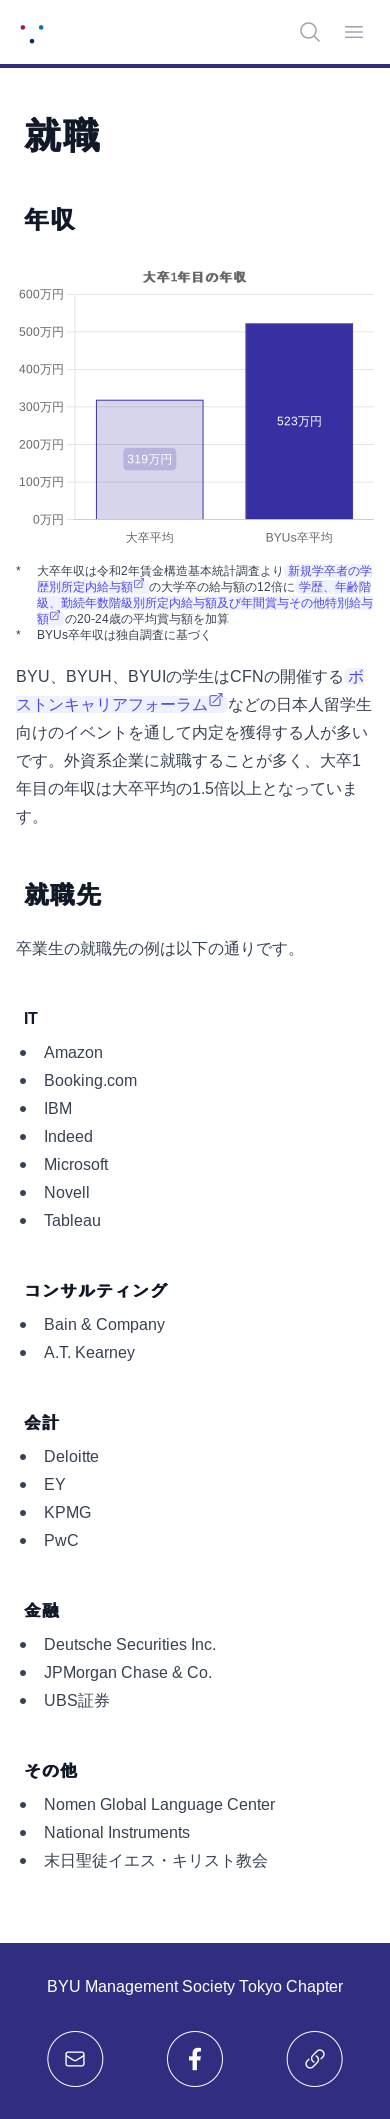 就職
年収
大卒1年目の年収
600万円
500万円
400万円
300万円
200万円
100万円
0万円
319万円
523万円
大卒平均
BYUs卒平均
* 大卒年収は令和2年賃金構造基本統計調査より 新規学卒者の学
歴別所定内給与額 の大学卒の給与額の12倍に 学歴、年齢階
級、勤続年数階級別所定内給与額及び年間賞与その他特別給与
額 の20-24歳の平均賞与額を加算
* BYUs卒年収は独自調査に基づく
BYU、BYUH、BYUIの学生はCFNの開催する ボ
ストンキャリアフォーラム などの日本人留学生
向けのイベントを通して内定を獲得する人が多い
です。外資系企業に就職することが多く、大卒1
年目の年収は大卒平均の1.5倍以上となっていま
す。
就職先
卒業生の就職先の例は以下の通りです。
IT
• Amazon
• Booking.com
• IBM
• Indeed
• Microsoft
• Novell
• Tableau
コンサルティング
• Bain & Company
• A.T. Kearney
会計
• Deloitte
• EY
• KPMG
• PwC
金融
• Deutsche Securities Inc.
• JPMorgan Chase & Co.
• UBS証券
その他
• Nomen Global Language Center
• National Instruments
• 末日聖徒イエス・キリスト教会
BYU Management Society Tokyo Chapter